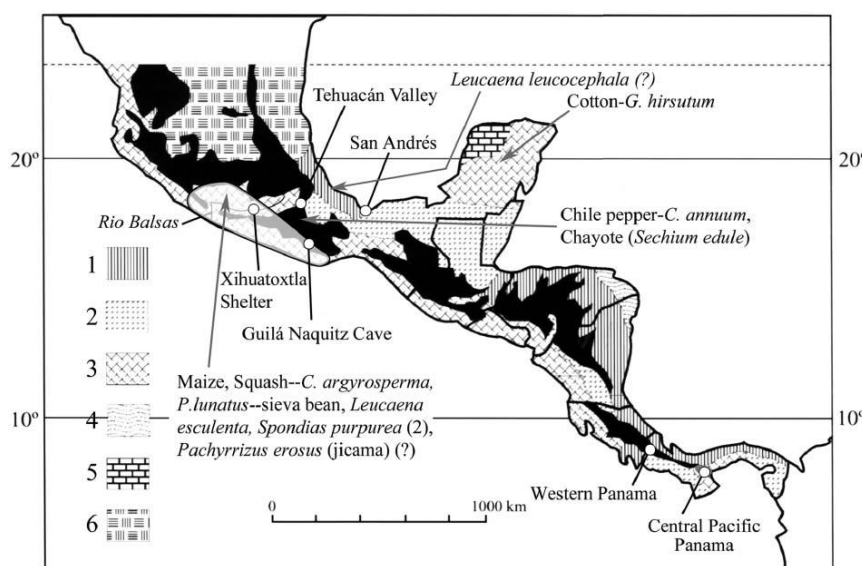 Leucaena leucocephala (?)
Cotton-G. hirsutum
Tehuacán Valley
San Andrés
20º
20º
Rio Balsas
Chile pepper-C. annuum,
Chayote (Sechium edule)
Xihuatoxtla
Shelter
Guilá Naquitz Cave
1
2
3
4
5
6
Maize, Squash--C. argyrosperma,
P.lunatus--sieva bean, Leucaena
esculenta, Spondias purpurea (2),
Pachyrrizus erosus (jicama) (?)
10º
10º
Western Panama
Central Pacific
Panama
0
1000 km